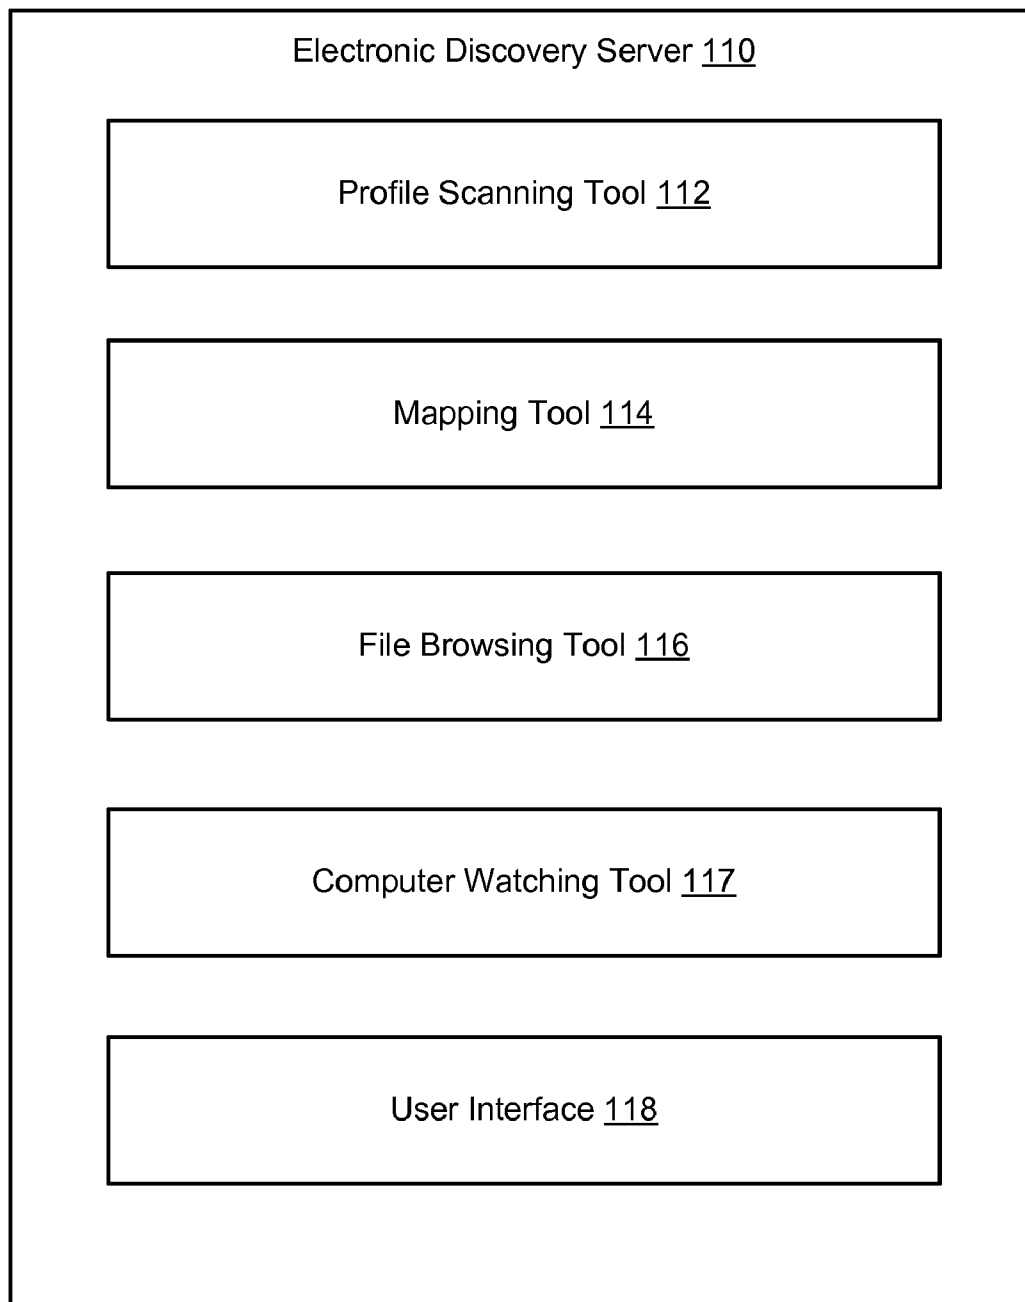 Electronic Discovery Server 110
Profile Scanning Tool 112
Mapping Tool 114
File Browsing Tool 116
Computer Watching Tool 117
User Interface 118